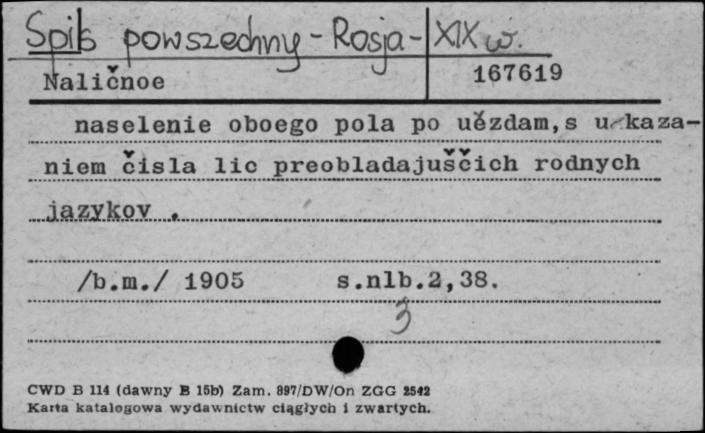 Spis powszechny - Rosja - XIX w.
Naličnoe 167619
naselenie oboego pola po uězdam,s u kaza-
niem čisla lic preobladajuščich rodnych
jazykov .
/b.m./ 1905 s.nlb.2,38.
3
CWD B 114 (dawny B 15b) Zam. 897/DW/On ZGG 2542
Karta katalogowa wydawnictw ciągłych i zwartych.